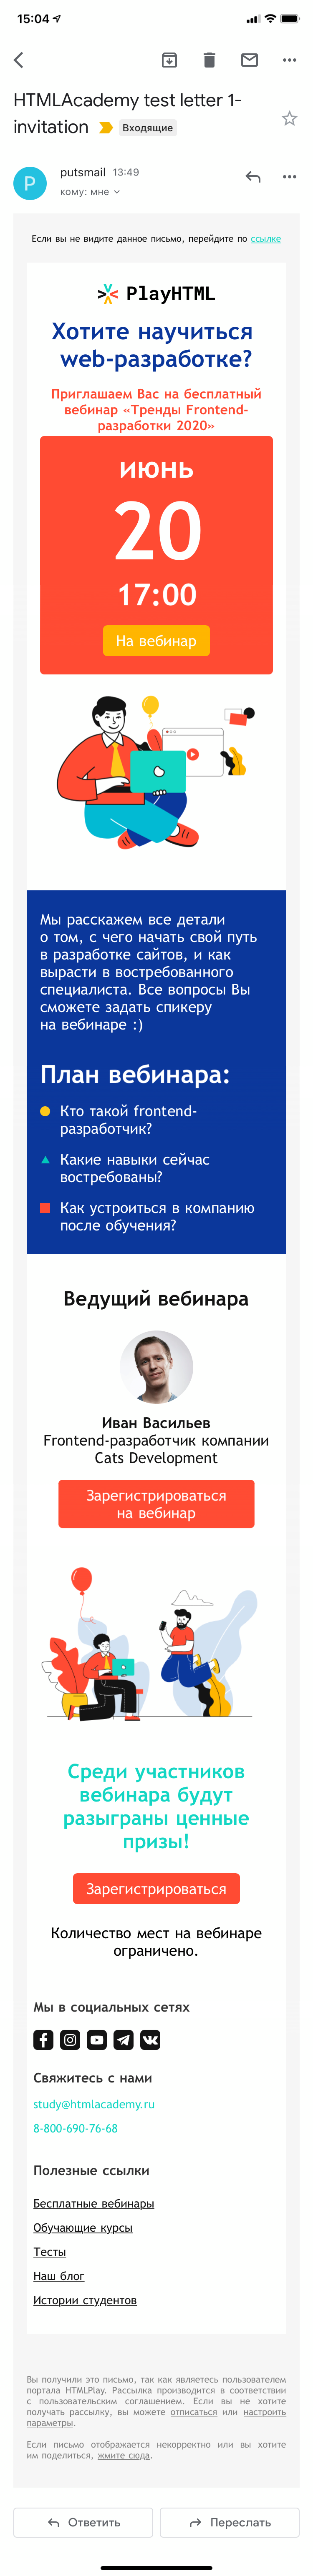 15:04
HTMLAcademy test letter 1-
invitation Входящие
P
putsmail 13:49
кому: мне
Если вы не видите данное письмо, перейдите по ссылке
PlayHTML
Хотите научиться
web-разработке?
Приглашаем Вас на бесплатный
вебинар «Тренды Frontend-
разработки 2020»
июнь
20
17:00
На вебинар
Мы расскажем все детали
о том, с чего начать свой путь
в разработке сайтов, и как
вырасти в востребованного
специалиста. Все вопросы Вы
сможете задать спикеру
на вебинаре :)
План вебинара:
Кто такой frontend-
разработчик?
Какие навыки сейчас
востребованы?
Как устроиться в компанию
после обучения?
Ведущий вебинара
Иван Васильев
Frontend-разработчик компании
Cats Development
Зарегистрироваться
на вебинар
Среди участников
вебинара будут
разыграны ценные
призы!
Зарегистрироваться
Количество мест на вебинаре
ограничено.
Мы в социальных сетях
Свяжитесь с нами
study@htmlacademy.ru
8-800-690-76-68
Полезные ссылки
Бесплатные вебинары
Обучающие курсы
Тесты
Наш блог
Истории студентов
Вы получили это письмо, так как являетесь пользователем
портала HTMLPlay. Рассылка производится в соответствии
с пользовательским соглашением. Если вы не хотите
получать рассылку, вы можете отписаться или настроить
параметры.
Если письмо отображается некорректно или вы хотите
им поделиться, жмите сюда.
Ответить Переслать